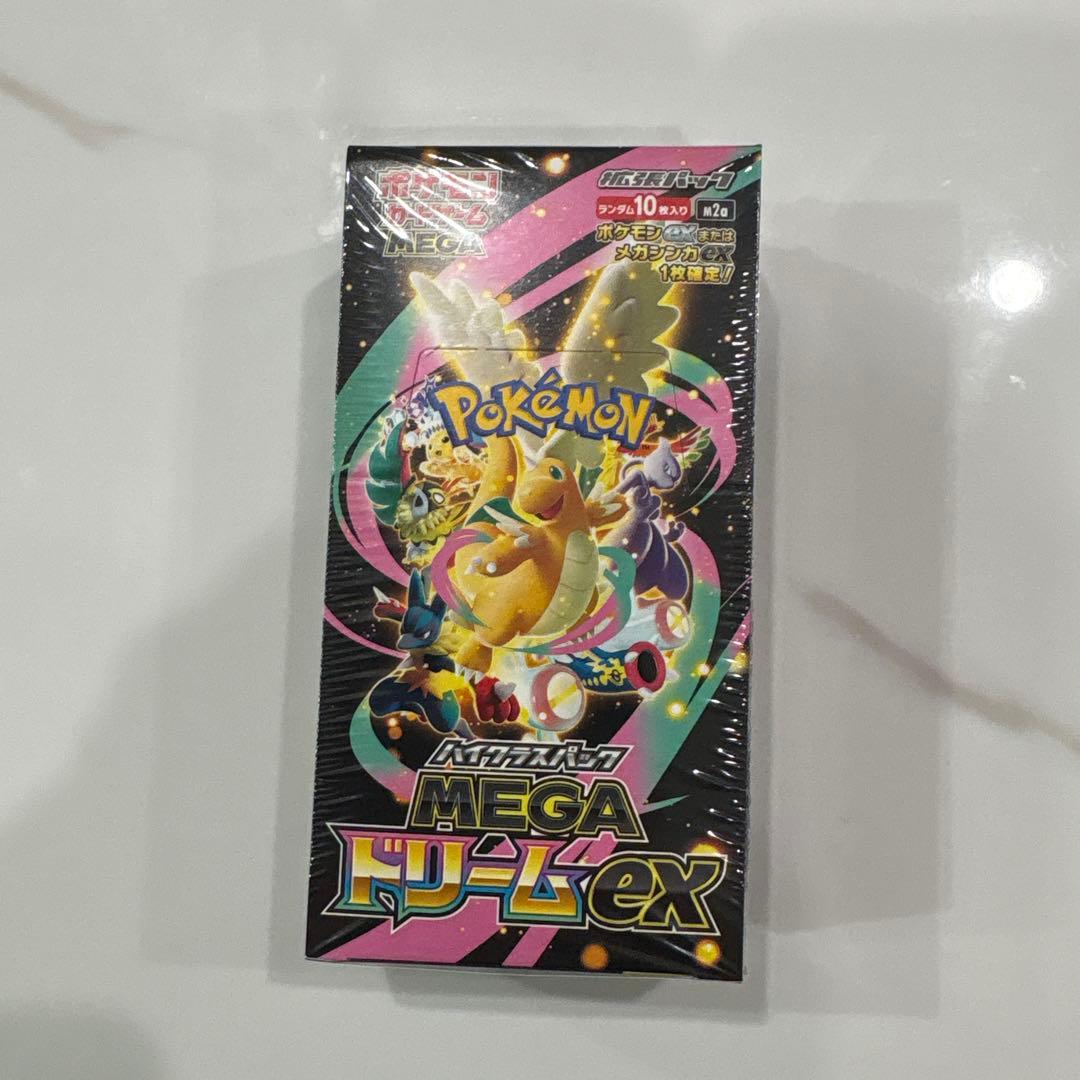 ポケモン
カードゲーム
MEGA
拡張パック
ランダム10枚入り M2a
ポケモンexまたは
メガシンカex
1枚確定!
POKÉMON
ハイクラスパック
MEGA
ドリームex